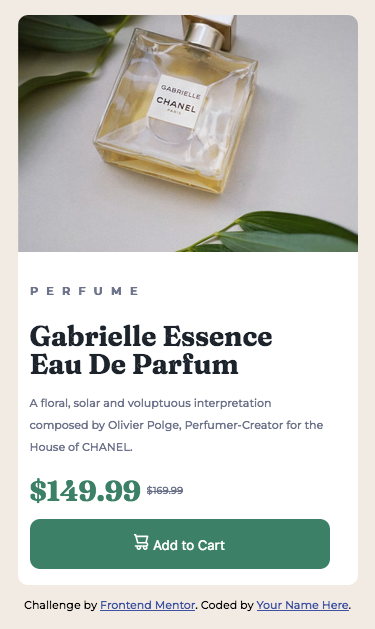 GABRIELLE
CHANEL
PARIS
PERFUME
Gabrielle Essence
Eau De Parfum
A floral, solar and voluptuous interpretation
composed by Olivier Polge, Perfumer-Creator for the
House of CHANEL.
$149.99 $169.99
Add to Cart
Challenge by Frontend Mentor. Coded by Your Name Here.